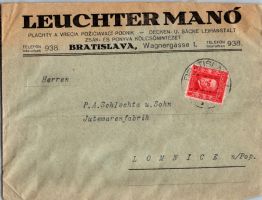 LEUCHTER MANÓ
PLACHTY A VRECIA POŽIČIAVACÍ PODNIK — DECKEN- U. SÄCKE LEIHANSTALT
ZSÁK- ÉS PONYVA KÖLCSÖNINTÉZET
TELEFON 938. BRATISLAVA, Wagnergasse 1. TELEFON 938.
Herren
P.A.Schlechta u.Sohn
Jutewarenfabrik
LOMNICE n/Pop.